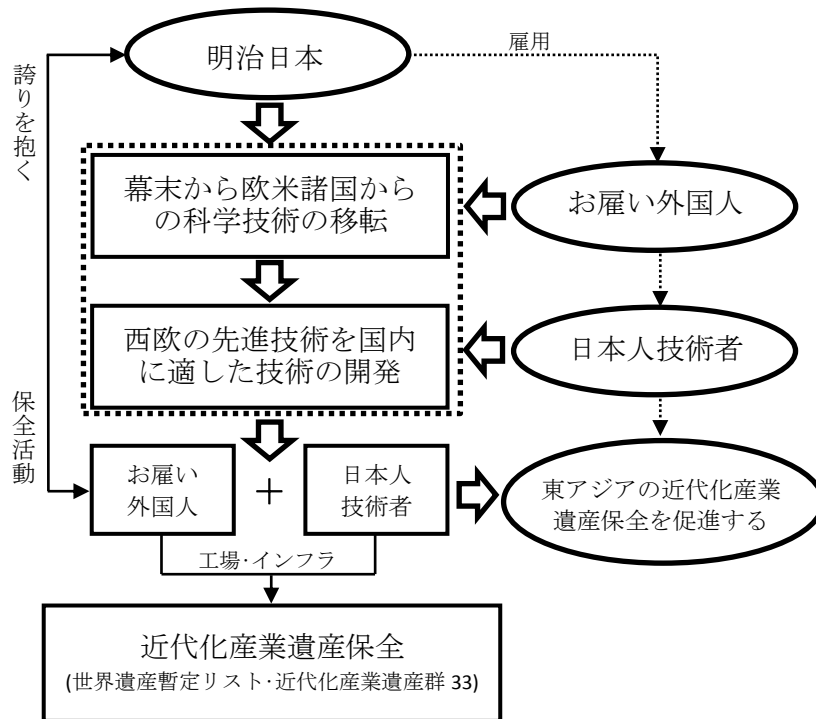 明治日本
雇用
誇りを抱く
幕末から欧米諸国から
の科学技術の移転
お雇い外国人
西欧の先進技術を国内
に適した技術の開発
日本人技術者
保全活動
お雇い
外国人
+
日本人
技術者
東アジアの近代化産業
遺産保全を促進する
工場･インフラ
近代化産業遺産保全
(世界遺産暫定リスト･近代化産業遺産群 33)